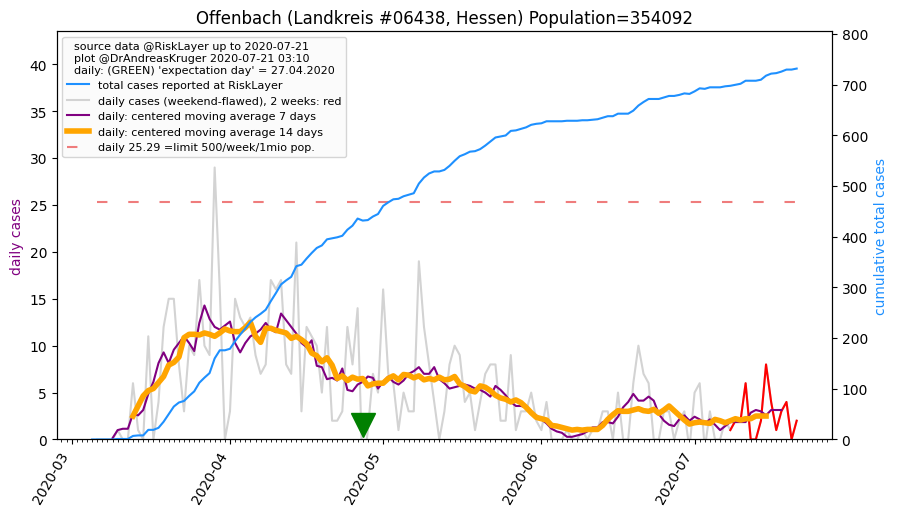 Offenbach (Landkreis #06438, Hessen) Population=354092
source data @RiskLayer up to 2020-07-21
plot @DrAndreasKruger 2020-07-21 03:10
daily: (GREEN) 'expectation day' = 27.04.2020
total cases reported at RiskLayer
daily cases (weekend-flawed), 2 weeks: red
daily: centered moving average 7 days
daily: centered moving average 14 days
daily 25.29 =limit 500/week/1mio pop.
daily cases
40
35
30
25
20
15
10
5
0
cumulative total cases
800
700
600
500
400
300
200
100
0
2020-03
2020-04
2020-05
2020-06
2020-07